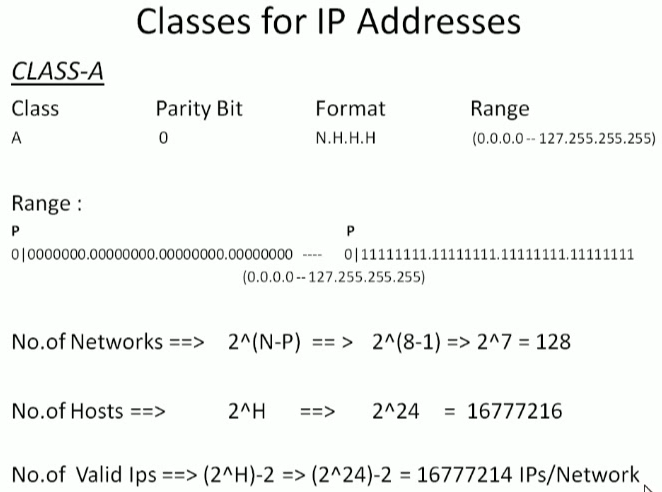 Classes for IP Addresses
CLASS-A
Class Parity Bit Format Range
A 0 N.H.H.H (0.0.0.0 -- 127.255.255.255)
Range :
P P
0|0000000.00000000.00000000.00000000 ---- 0|1111111.11111111.11111111.11111111
(0.0.0.0 -- 127.255.255.255)
No.of Networks ==> 2^(N-P) == > 2^(8-1) => 2^7 = 128
No.of Hosts ==> 2^H ==> 2^24 = 16777216
No.of Valid Ips ==> (2^H)-2 => (2^24)-2 = 16777214 IPs/Network